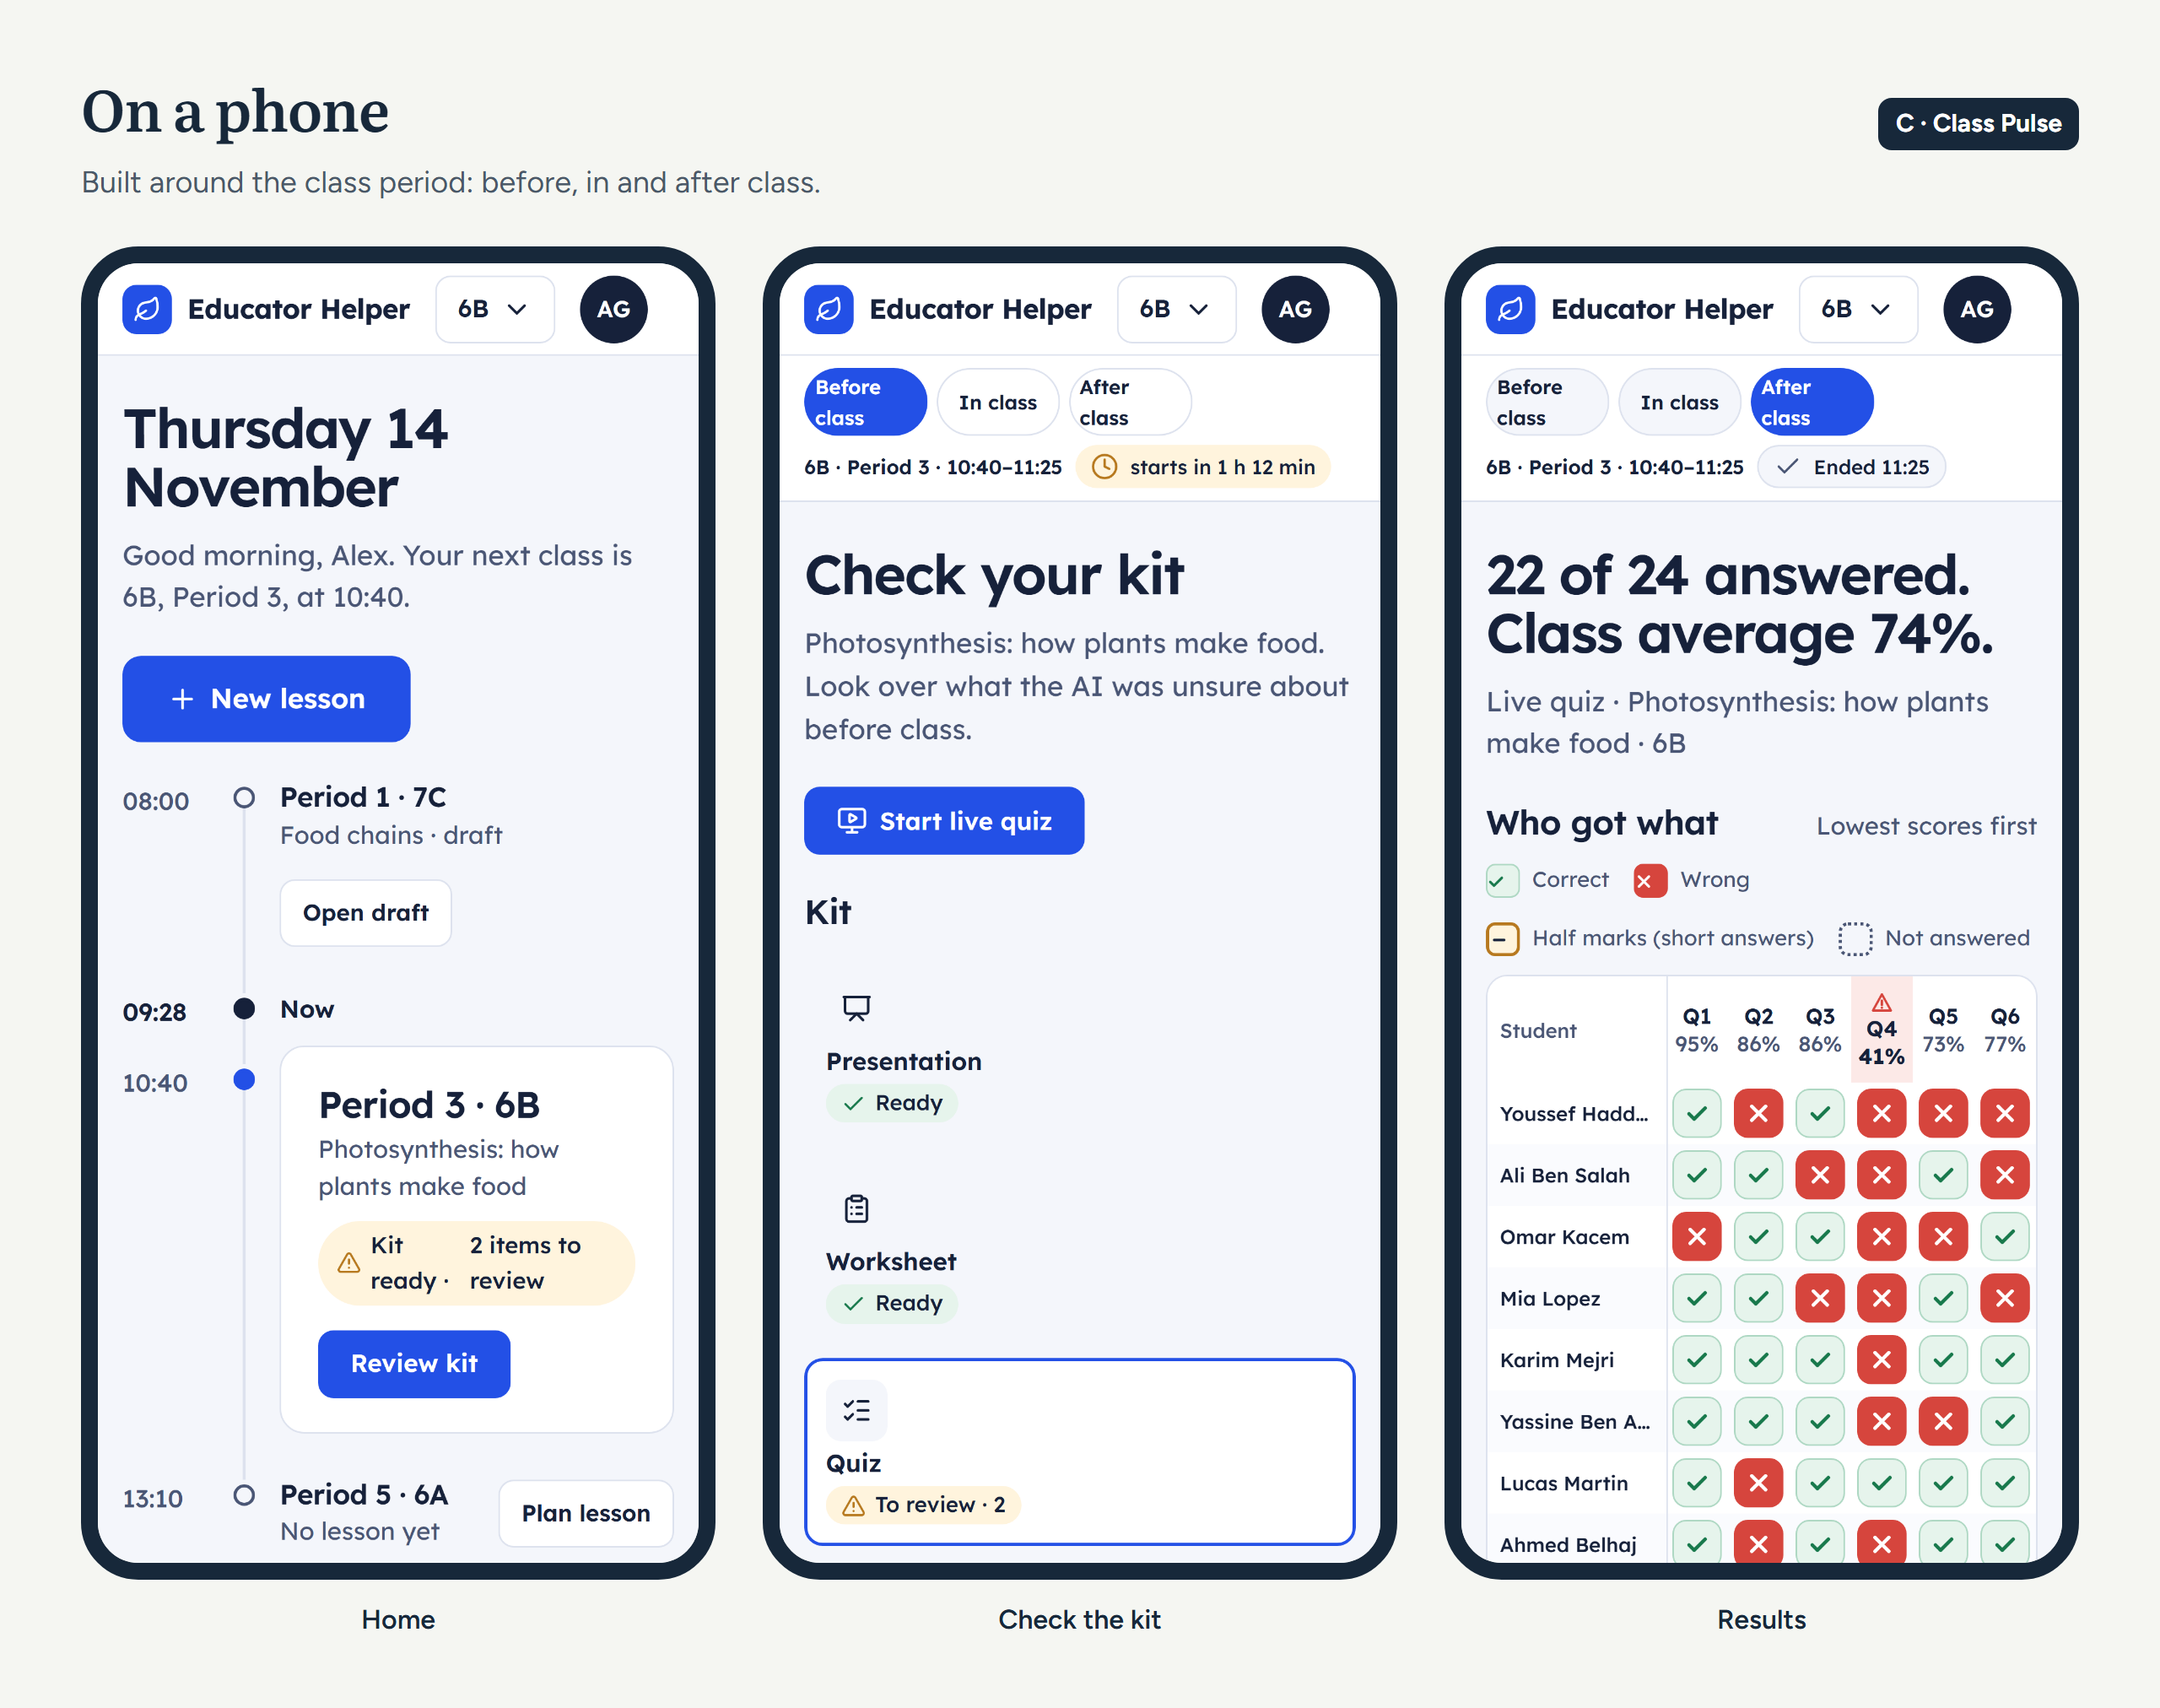 On a phone
C · Class Pulse
Built around the class period: before, in and after class.
Educator Helper
6B
AG
Thursday 14
November
Good morning, Alex. Your next class is
6B, Period 3, at 10:40.
+ New lesson
08:00
Period 1 · 7C
Food chains · draft
Open draft
09:28
Now
10:40
Period 3 · 6B
Photosynthesis: how
plants make food
Kit ready ·
2 items to review
Review kit
13:10
Period 5 · 6A
No lesson yet
Plan lesson
Home
Educator Helper
6B
AG
Before class
In class
After class
6B · Period 3 · 10:40–11:25
starts in 1 h 12 min
Check your kit
Photosynthesis: how plants make food.
Look over what the AI was unsure about
before class.
Start live quiz
Kit
Presentation
Ready
Worksheet
Ready
Quiz
To review · 2
Check the kit
Educator Helper
6B
AG
Before class
In class
After class
6B · Period 3 · 10:40–11:25
Ended 11:25
22 of 24 answered.
Class average 74%.
Live quiz · Photosynthesis: how plants
make food · 6B
Who got what
Lowest scores first
Correct
Wrong
Half marks (short answers)
Not answered
Student
Q1 95%
Q2 86%
Q3 86%
Q4 41%
Q5 73%
Q6 77%
Youssef Hadd...
Ali Ben Salah
Omar Kacem
Mia Lopez
Karim Mejri
Yassine Ben A...
Lucas Martin
Ahmed Belhaj
Results